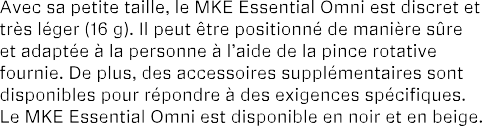 Avec sa petite taille, le MKE Essential Omni est discret et
très léger (16 g). Il peut être positionné de manière sûre
et adaptée à la personne à l'aide de la pince rotative
fournie. De plus, des accessoires supplémentaires sont
disponibles pour répondre à des exigences spécifiques.
Le MKE Essential Omni est disponible en noir et en beige.